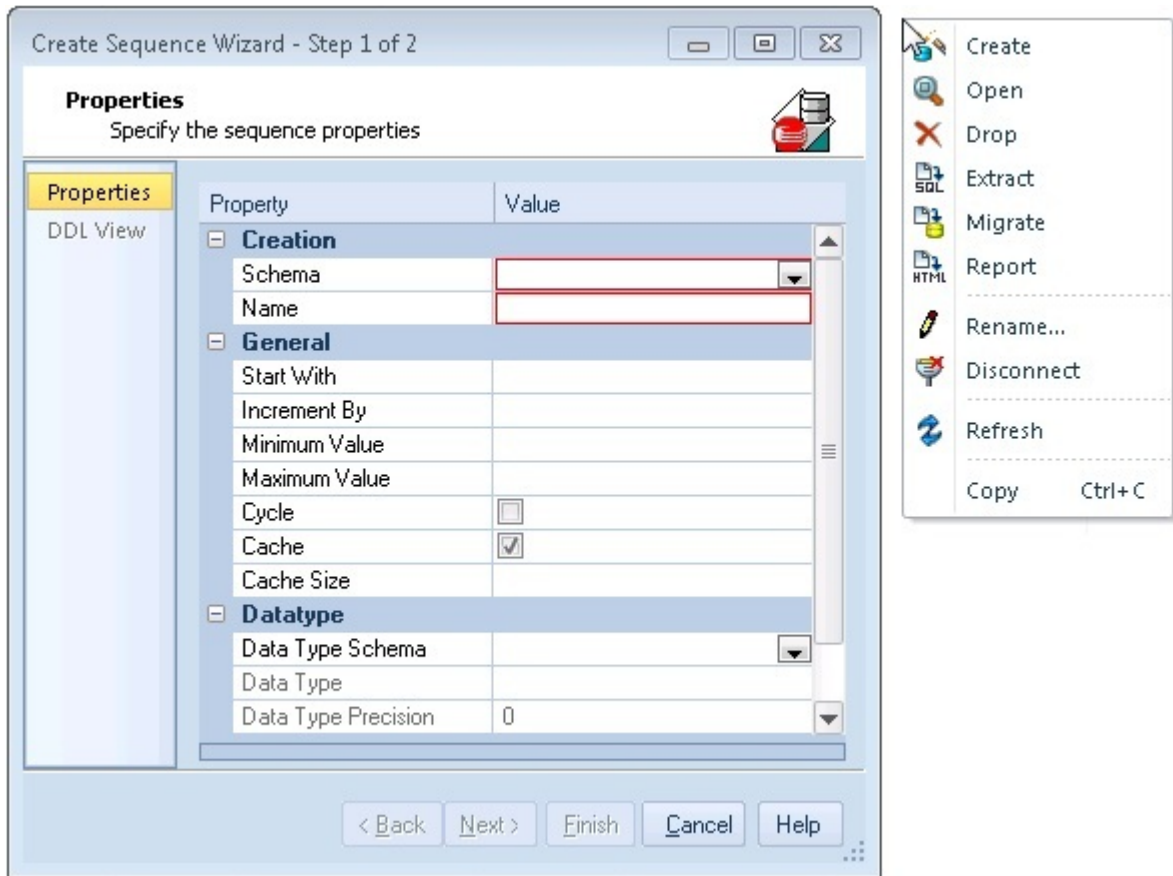 Create Sequence Wizard - Step 1 of 2
Properties
Specify the sequence properties
Properties
DDL View
Property Value
Creation
Schema
Name
General
Start With
Increment By
Minimum Value
Maximum Value
Cycle
Cache
Cache Size
Datatype
Data Type Schema
Data Type
Data Type Precision 0
< Back Next > Finish Cancel Help
Create
Open
Drop
SQL Extract
Migrate
HTML Report
Rename...
Disconnect
Refresh
Copy Ctrl+C